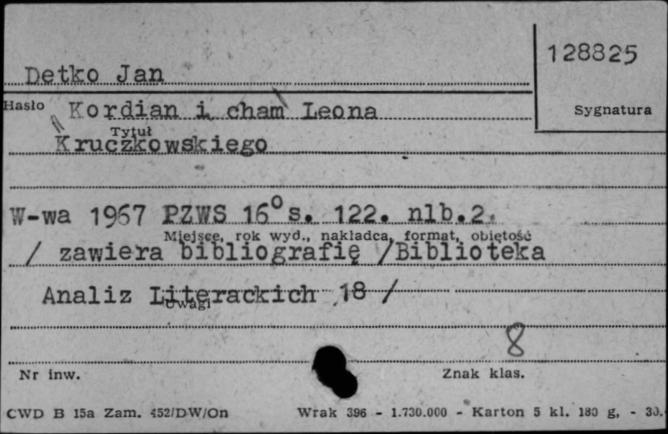 128825
Detko Jan
Hasło "Kordian i cham" Leona
Sygnatura
Tytuł
Kruczkowskiego
W-wa 1967 PZWS 16° s. 122. nlb.2.
Miejsce, rok wyd., nakładca, format, objętość
/ zawiera bibliografię /Biblioteka
Analiz Literackich 18 /
Uwagi
8
Nr inw.
Znak klas.
CWD B 15a Zam. 452/DW/On Wrak 396 - 1.730.000 - Karton 5 kl. 180 g, - 30.